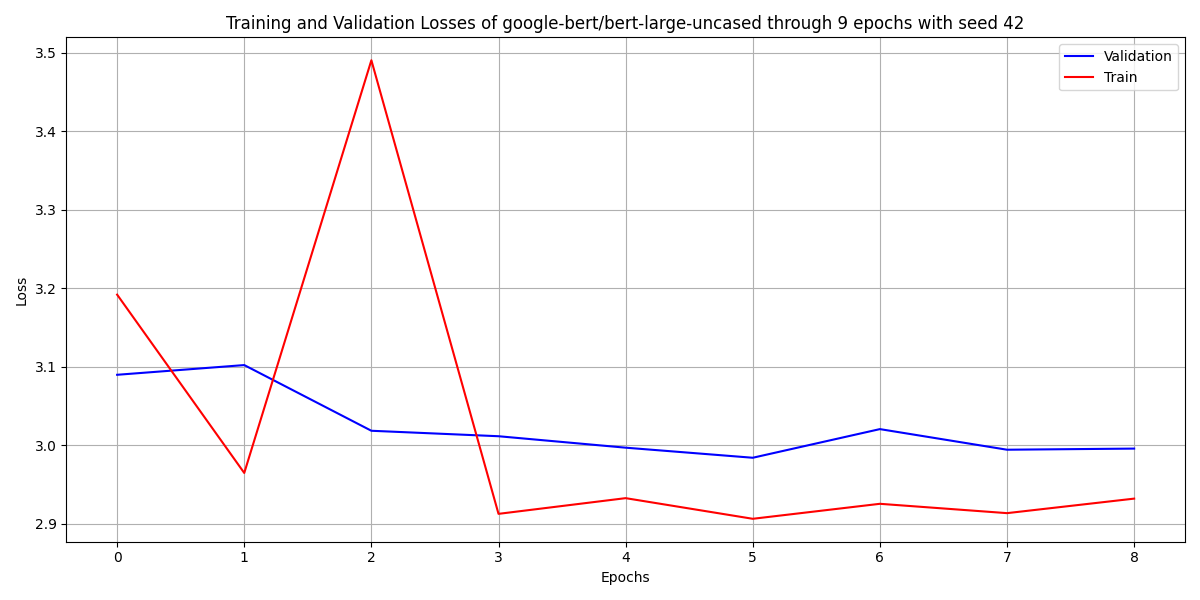 Training and Validation Losses of google-bert/bert-large-uncased through 9 epochs with seed 42
Validation
Train
3.5
3.4
3.3
3.2
3.1
3.0
2.9
Loss
0 1 2 3 4 5 6 7 8
Epochs